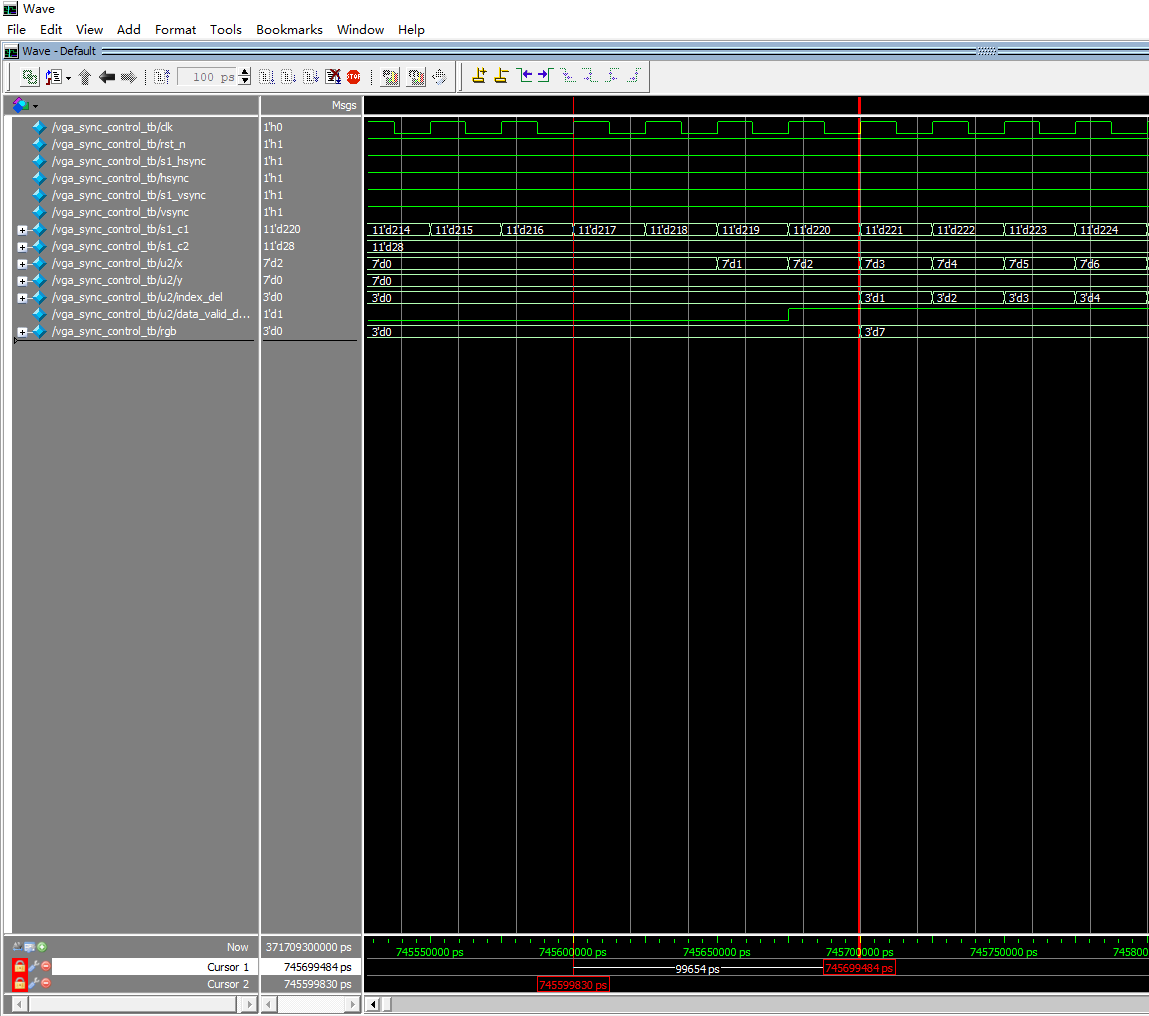 Wave
File Edit View Add Format Tools Bookmarks Window Help
Wave - Default
100 ps
STOP
Msgs
/vga_sync_control_tb/clk 1'h0
/vga_sync_control_tb/rst_n 1'h1
/vga_sync_control_tb/s1_hsync 1'h1
/vga_sync_control_tb/hsync 1'h1
/vga_sync_control_tb/s1_vsync 1'h1
/vga_sync_control_tb/vsync 1'h1
/vga_sync_control_tb/s1_c1 11'd220 11'd214 11'd215 11'd216 11'd217 11'd218 11'd219 11'd220 11'd221 11'd222 11'd223 11'd224
/vga_sync_control_tb/s1_c2 11'd28 11'd28
/vga_sync_control_tb/u2/x 7'd2 7'd0 7'd1 7'd2 7'd3 7'd4 7'd5 7'd6
/vga_sync_control_tb/u2/y 7'd0 7'd0
/vga_sync_control_tb/u2/index_del 3'd0 3'd0 3'd1 3'd2 3'd3 3'd4
/vga_sync_control_tb/u2/data_valid_d... 1'd1
/vga_sync_control_tb/rgb 3'd0 3'd0 3'd7
Now 371709300000 ps 745550000 ps 745600000 ps 745650000 ps 745700000 ps 745750000 ps 745800
Cursor 1 745699484 ps 99654 ps 745699484 ps
Cursor 2 745599830 ps 745599830 ps